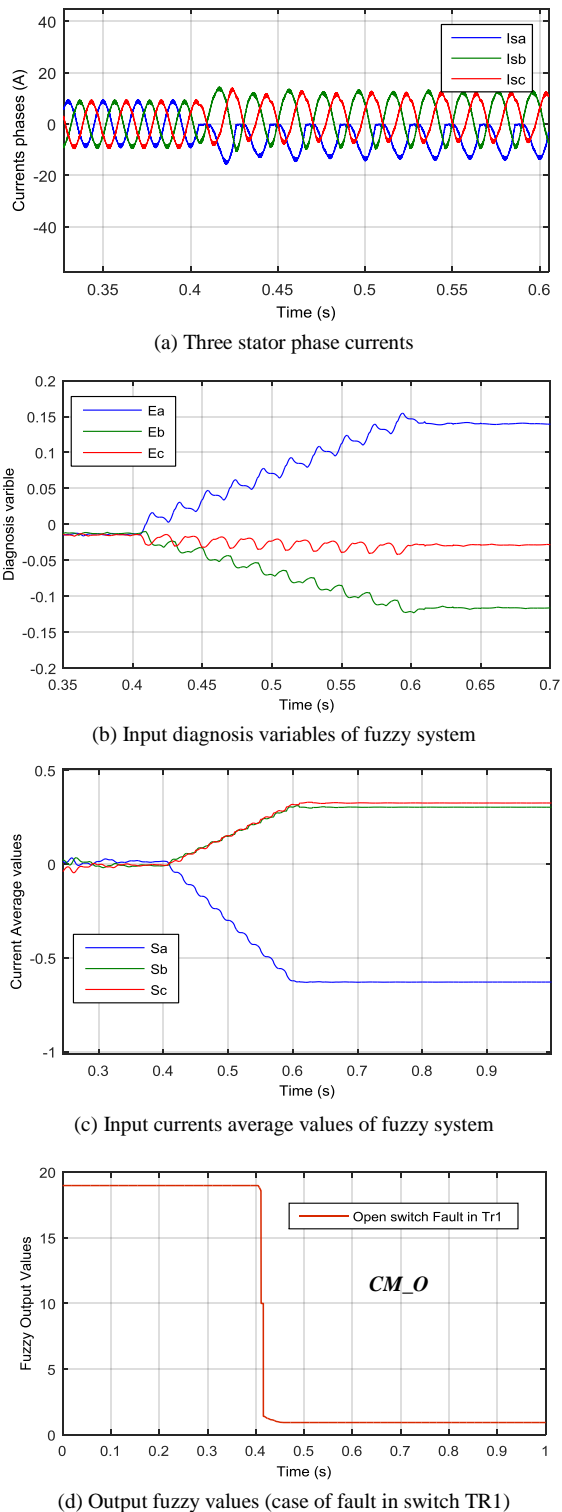 40
20
0
-20
-40
Currents phases (A)
Isa
Isb
Isc
0.35
0.4
0.45
0.5
0.55
0.6
Time (s)
(a) Three stator phase currents
0.2
0.15
0.1
0.05
0
-0.05
-0.1
-0.15
-0.2
Diagnosis varible
Ea
Eb
Ec
0.35
0.4
0.45
0.5
0.55
0.6
0.65
0.7
Time (s)
(b) Input diagnosis variables of fuzzy system
0.5
0
-0.5
-1
Current Average values
Sa
Sb
Sc
0.3
0.4
0.5
0.6
0.7
0.8
0.9
Time (s)
(c) Input currents average values of fuzzy system
20
15
10
5
0
Fuzzy Output Values
Open switch Fault in Tr1
CM_O
0
0.1
0.2
0.3
0.4
0.5
0.6
0.7
0.8
0.9
1
Time (s)
(d) Output fuzzy values (case of fault in switch TR1)